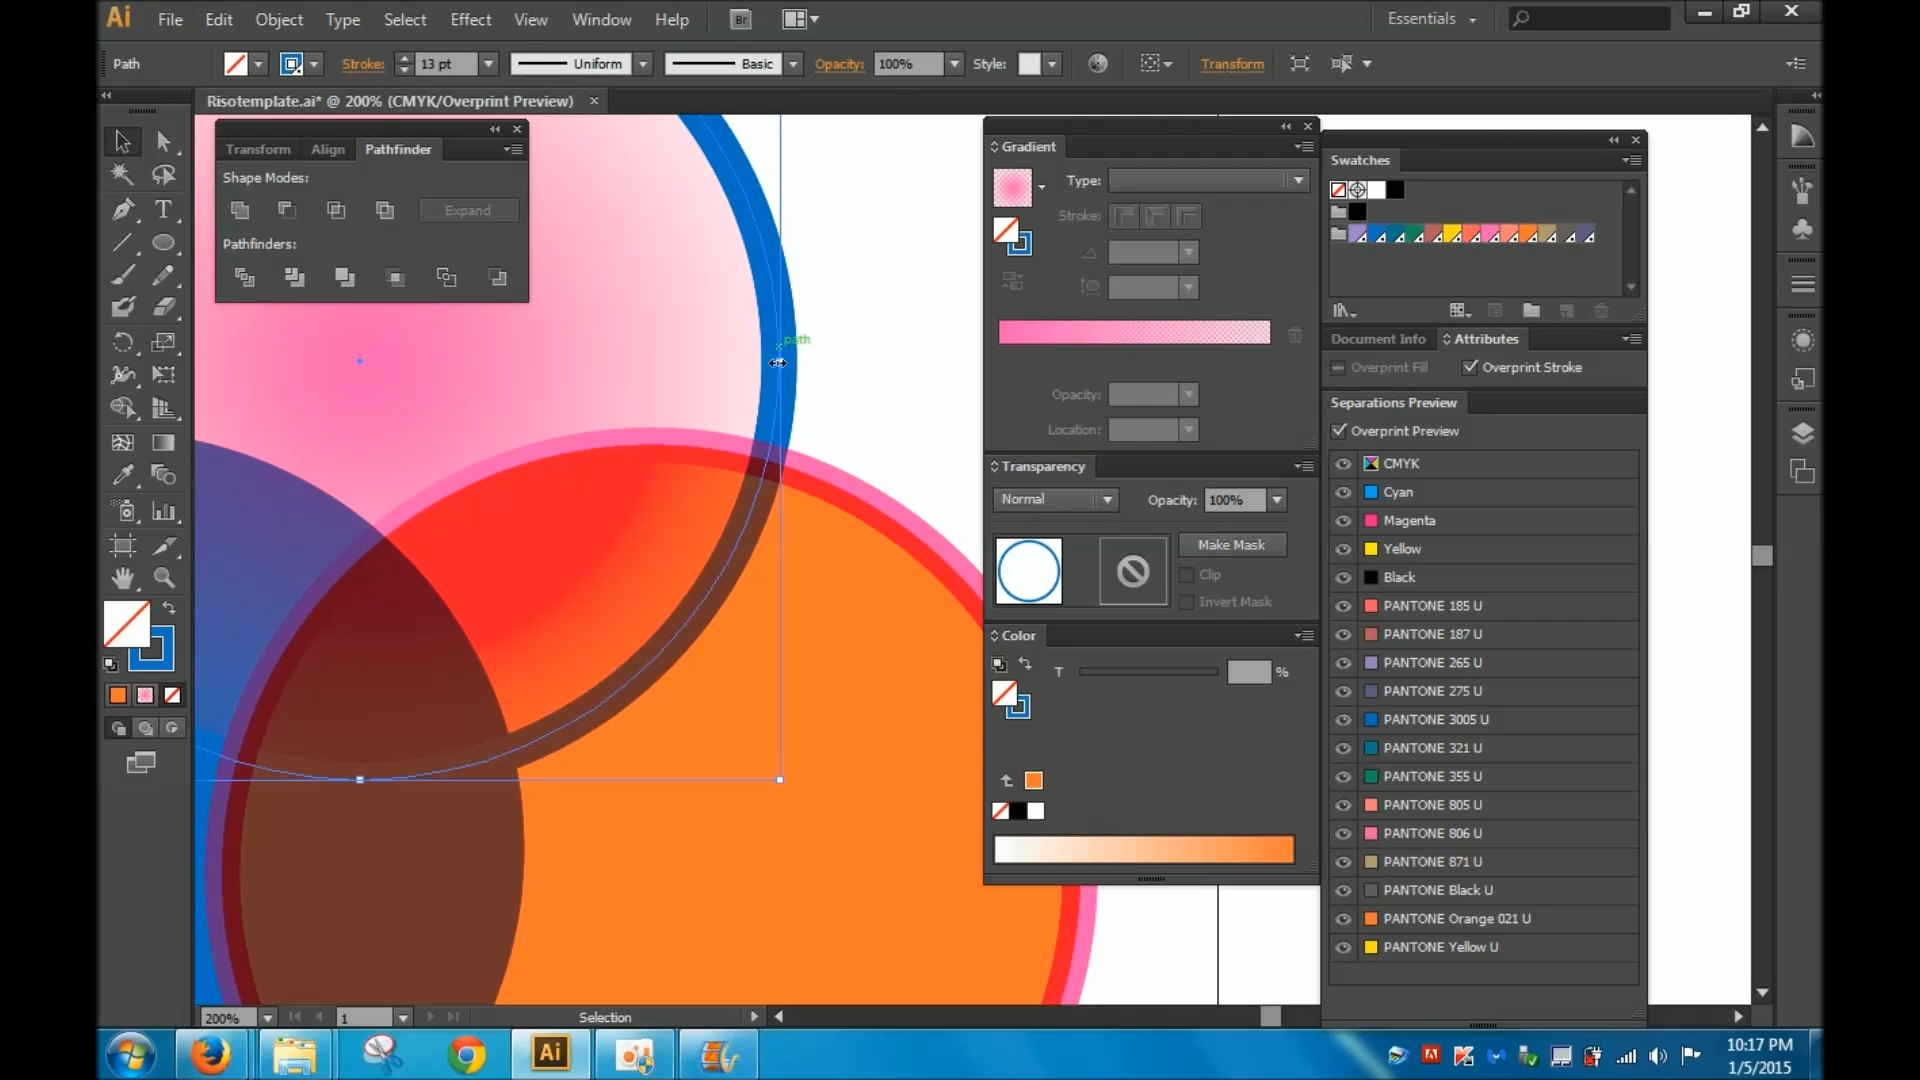 Ai File Edit Object Type Select Effect View Window Help Br Essentials
Path Stroke: 13 pt Uniform Basic Opacity: 100% Style: Transform
Risotemplate.ai* @ 200% (CMYK/Overprint Preview)
Transform Align Pathfinder
Shape Modes:
Expand
Pathfinders:
path
Gradient
Type:
Stroke:
Opacity:
Location:
Transparency
Normal Opacity: 100%
Make Mask
Clip
Invert Mask
Color
T %
Swatches
Document Info Attributes
Overprint Fill Overprint Stroke
Separations Preview
Overprint Preview
CMYK
Cyan
Magenta
Yellow
Black
PANTONE 185 U
PANTONE 187 U
PANTONE 265 U
PANTONE 275 U
PANTONE 3005 U
PANTONE 321 U
PANTONE 355 U
PANTONE 805 U
PANTONE 806 U
PANTONE 871 U
PANTONE Black U
PANTONE Orange 021 U
PANTONE Yellow U
200% 1 Selection
Ai
10:17 PM
1/5/2015